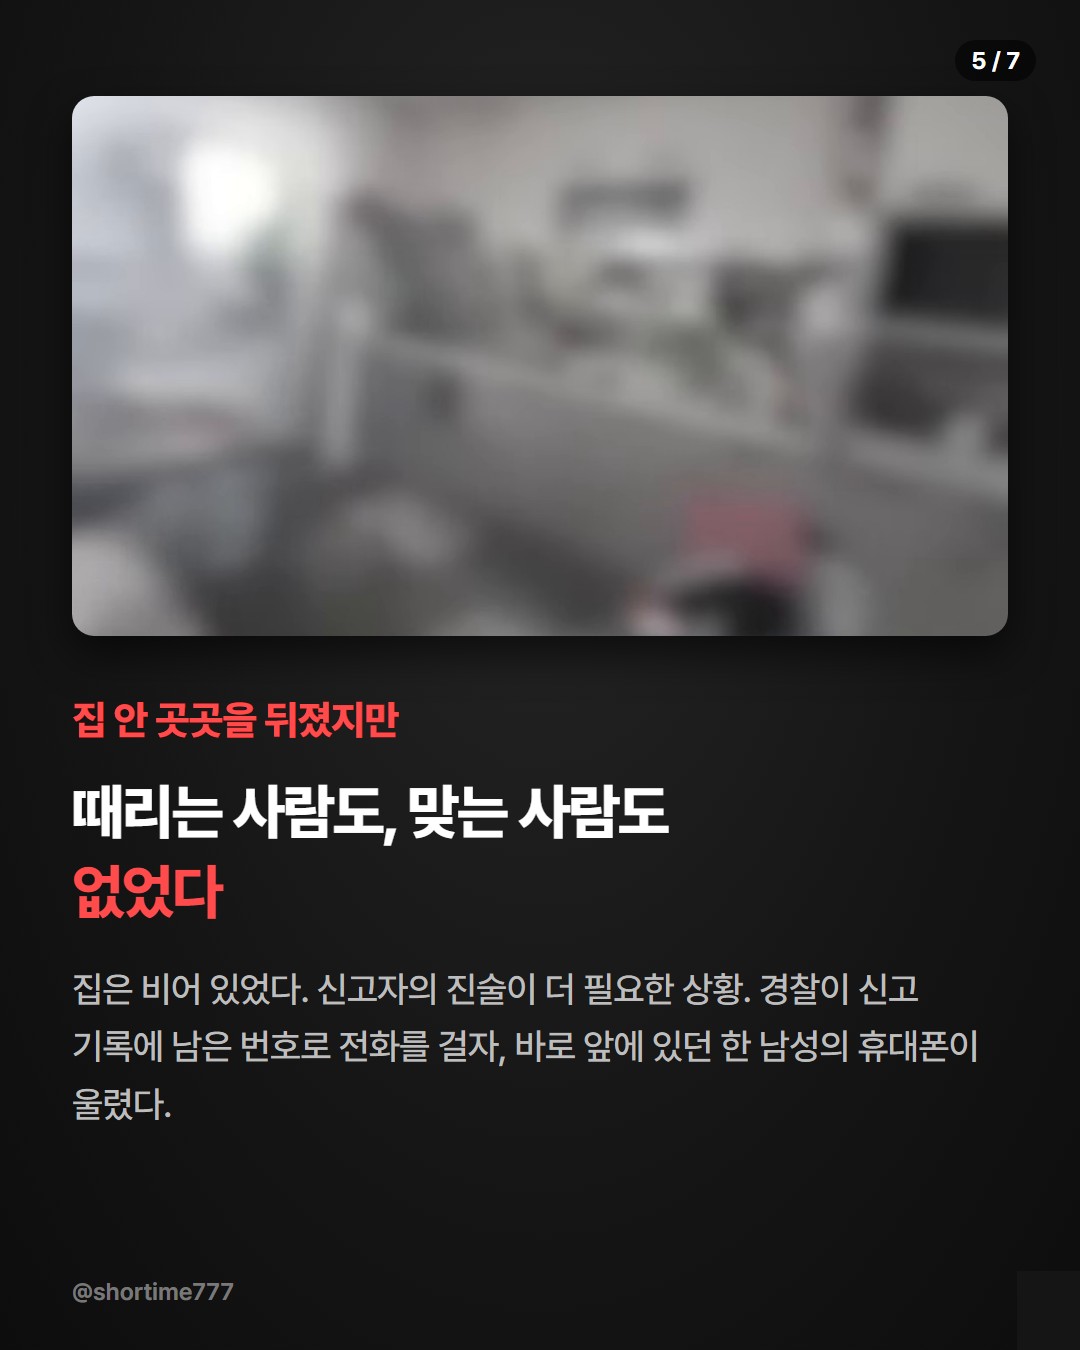 5 / 7
집 안 곳곳을 뒤졌지만
때리는 사람도, 맞는 사람도
없었다
집은 비어 있었다. 신고자의 진술이 더 필요한 상황. 경찰이 신고
기록에 남은 번호로 전화를 걸자, 바로 앞에 있던 한 남성의 휴대폰이
울렸다.
@shortime777